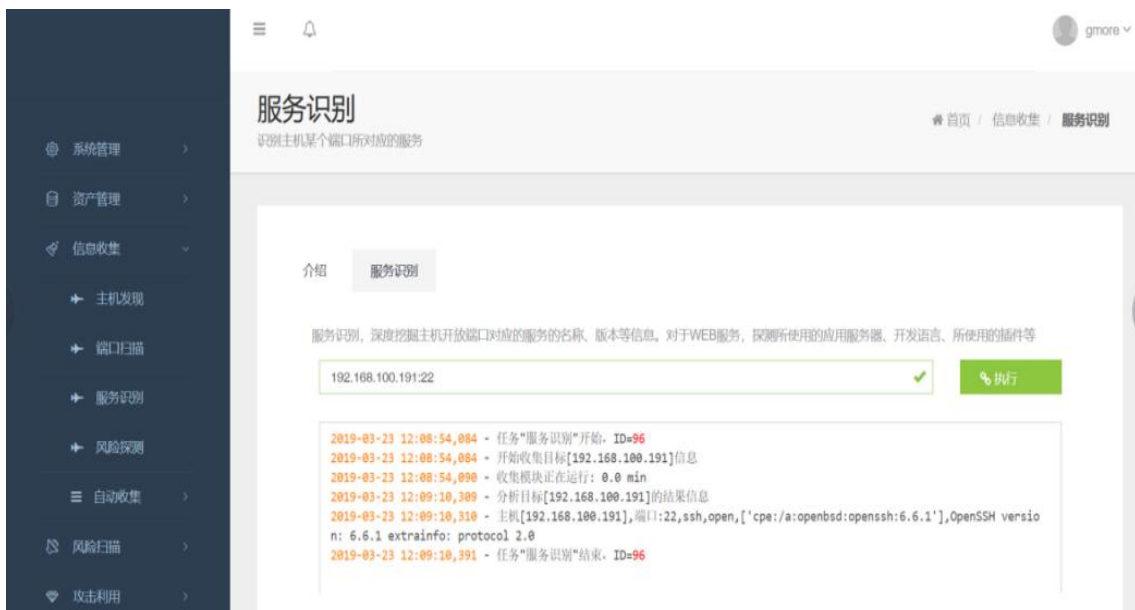 gmore
服务识别
识别主机某个端口所对应的服务
首页 / 信息收集 / 服务识别
系统管理
资产管理
信息收集
主机发现
端口扫描
服务识别
风险探测
自动收集
风险扫描
攻击利用
介绍 服务识别
服务识别，深度挖掘主机开放端口对应的服务的名称、版本等信息。对于WEB服务，探测所使用的应用服务器、开发语言、所使用的插件等
192.168.100.191:22
执行
2019-03-23 12:08:54,084 - 任务"服务识别"开始。ID=96
2019-03-23 12:08:54,084 - 开始收集目标[192.168.100.191]信息
2019-03-23 12:08:54,090 - 收集模块正在运行: 0.0 min
2019-03-23 12:09:10,309 - 分析目标[192.168.100.191]的结果信息
2019-03-23 12:09:10,310 - 主机[192.168.100.191],端口:22,ssh,open,['cpe:/a:openbsd:openssh:6.6.1'],OpenSSH versio
n: 6.6.1 extrainfo: protocol 2.0
2019-03-23 12:09:10,391 - 任务"服务识别"结束。ID=96